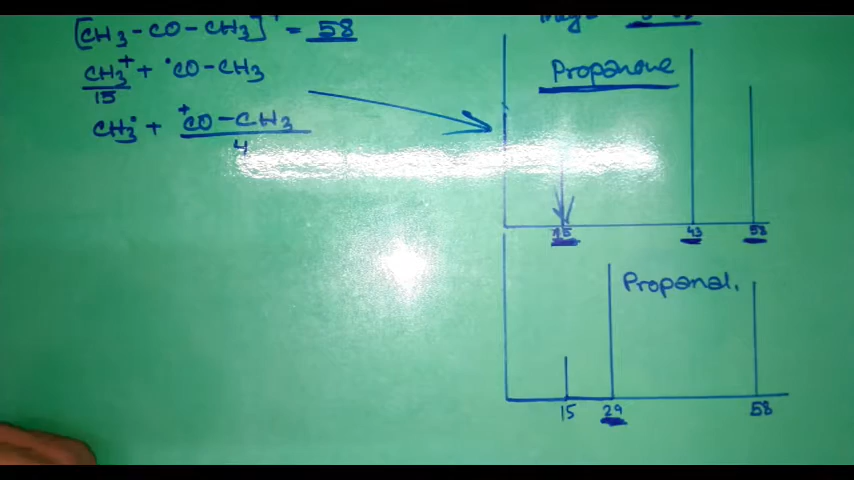 [CH3-CO-CH3]+ = 58
CH3+ + •CO-CH3
15
CH3• + +CO-CH3
4
Propanone
15 43 58
Propanal.
15 29 58